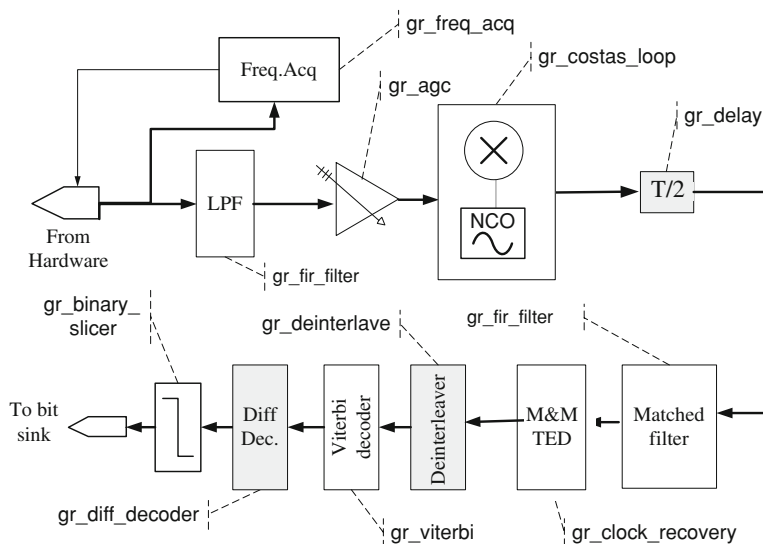 gr_freq_acq
Freq.Acq
gr_costas_loop
gr_agc
gr_delay
LPF
T/2
NCO
From
Hardware
gr_fir_filter
gr_binary_
slicer
gr_deinterlave
gr_fir_filter
To bit
sink
Diff
Dec.
Viterbi
decoder
Deinterleaver
M&M
TED
Matched
filter
gr_diff_decoder
gr_viterbi
gr_clock_recovery